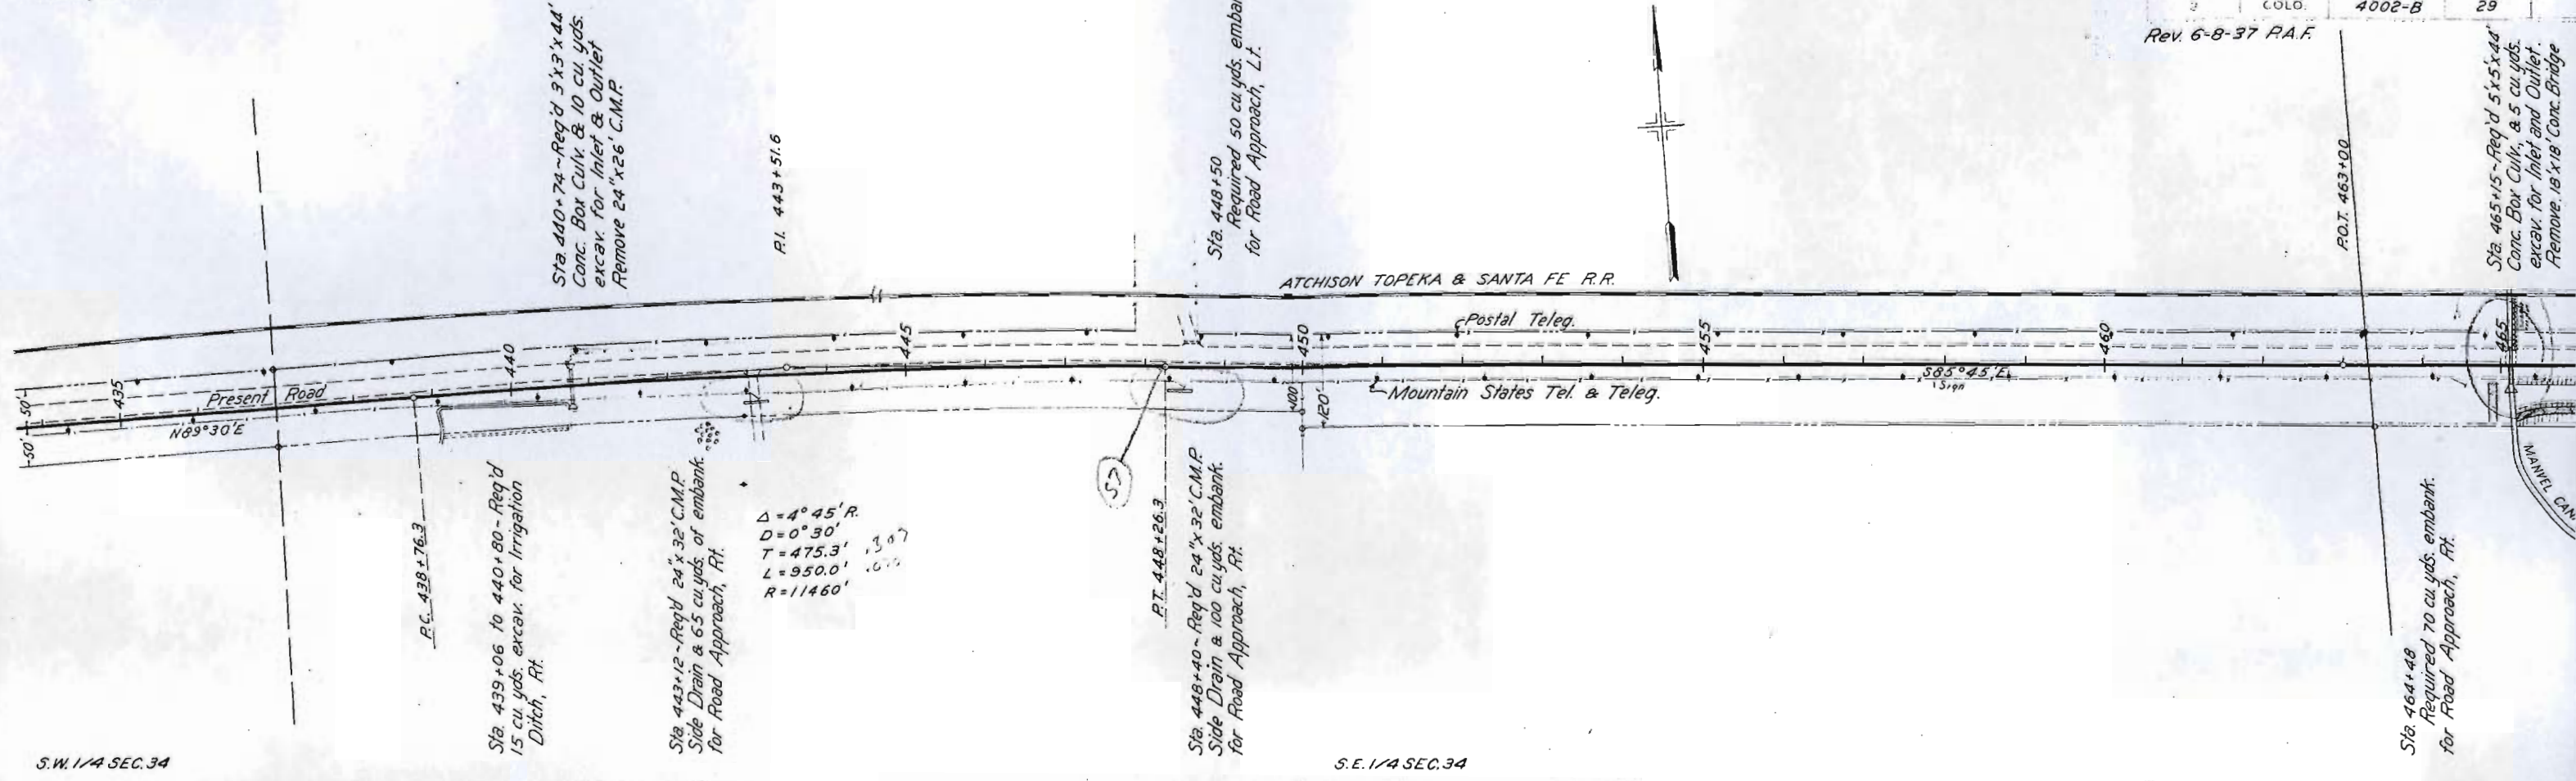 COLO. 4002-B 29
Rev. 6-8-37 P.A.F.
Sta. 440+74~Req'd 3'x3'x44'
Conc. Box Culv. & 10 cu. yds.
excav. for Inlet & Outlet
Remove 24"x26' C.M.P.
P.I. 443+51.6
Sta. 448+50
Required 50 cu.yds.
for Road Approach, Lt.
P.O.T. 463+00
Sta. 465+15-Req'd 5'x5'x44'
Conc. Box Culv., & 5 cu. yds.
excav. for Inlet and Outlet.
Remove. 18'x18' Conc. Bridge
ATCHISON TOPEKA & SANTA FE R.R.
Postal Teleg.
435
440
445
450
455
460
465
50'
50'
Present Road
N89°30'E
100'
120'
Mountain States Tel. & Teleg.
S85°45'E
Sign
MANVEL
57
P.C. 438+76.3
Sta. 439+06 to 440+80-Req'd
15 cu. yds. excav. for Irrigation
Ditch, Rt.
Sta. 443+12-Req'd 24"x32' C.M.P.
Side Drain & 65 cu.yds. of embank.
for Road Approach, Rt.
Δ=4°45'R.
D=0°30'
T=475.3'
L=950.0'
R=11460'
P.T. 448+26.3
Sta. 448+40-Req'd 24"x32' C.M.P.
Side Drain & 100 cu.yds. embank.
for Road Approach, Rt.
Sta. 464+48
Required 70 cu.yds. embank.
for Road Approach, Rt.
S.W.1/4 SEC.34
S.E.1/4 SEC.34